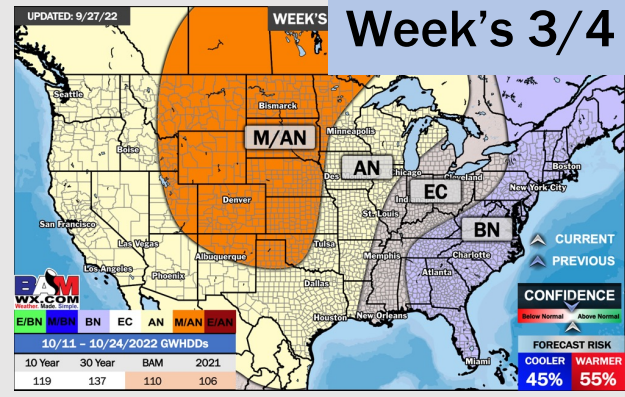 UPDATED: 9/27/22
WEEK'S
Week's 3/4
Seattle
Bismarck
M/AN
Minneapolis
Boise
AN
Des
Chicago
Cleveland
Boston
EC
New York City
Denver
Ind
St. Louis
BN
San Francisco
Las Vegas
Tulsa
Memphis
Charlotte
CURRENT
Albuquerque
PREVIOUS
Los Angeles
Phoenix
Atlanta
Dallas
BAM
WX.COM
Weather. Made. Simple.
CONFIDENCE
Below Normal Above Normal
Houston
New Orleans
E/BN M/BN BN EC AN M/AN E/AN
10/11 – 10/24/2022 GWHDDs
FORECAST RISK
10 Year 30 Year BAM 2021
COOLER WARMER
Miami
119 137 110 106
45% 55%